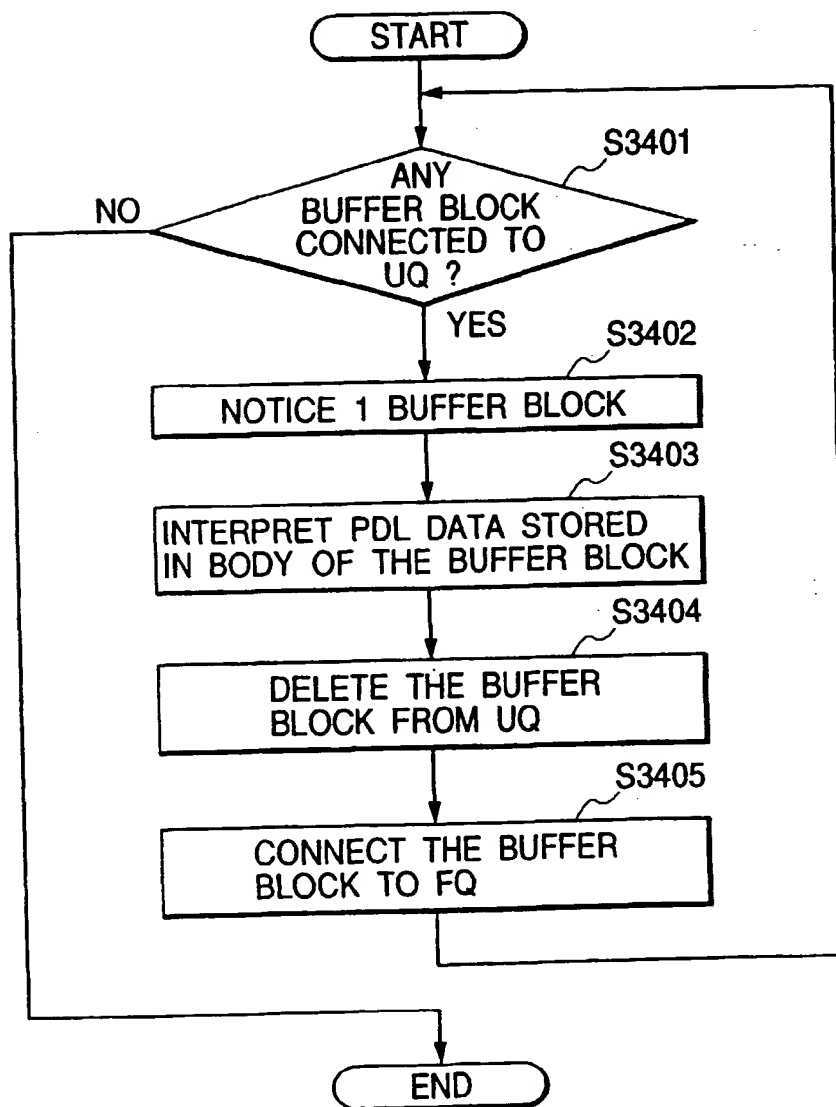 START
S3401
ANY
BUFFER BLOCK
CONNECTED TO
UQ ?
NO
YES
S3402
NOTICE 1 BUFFER BLOCK
S3403
INTERPRET PDL DATA STORED
IN BODY OF THE BUFFER BLOCK
S3404
DELETE THE BUFFER
BLOCK FROM UQ
S3405
CONNECT THE BUFFER
BLOCK TO FQ
END